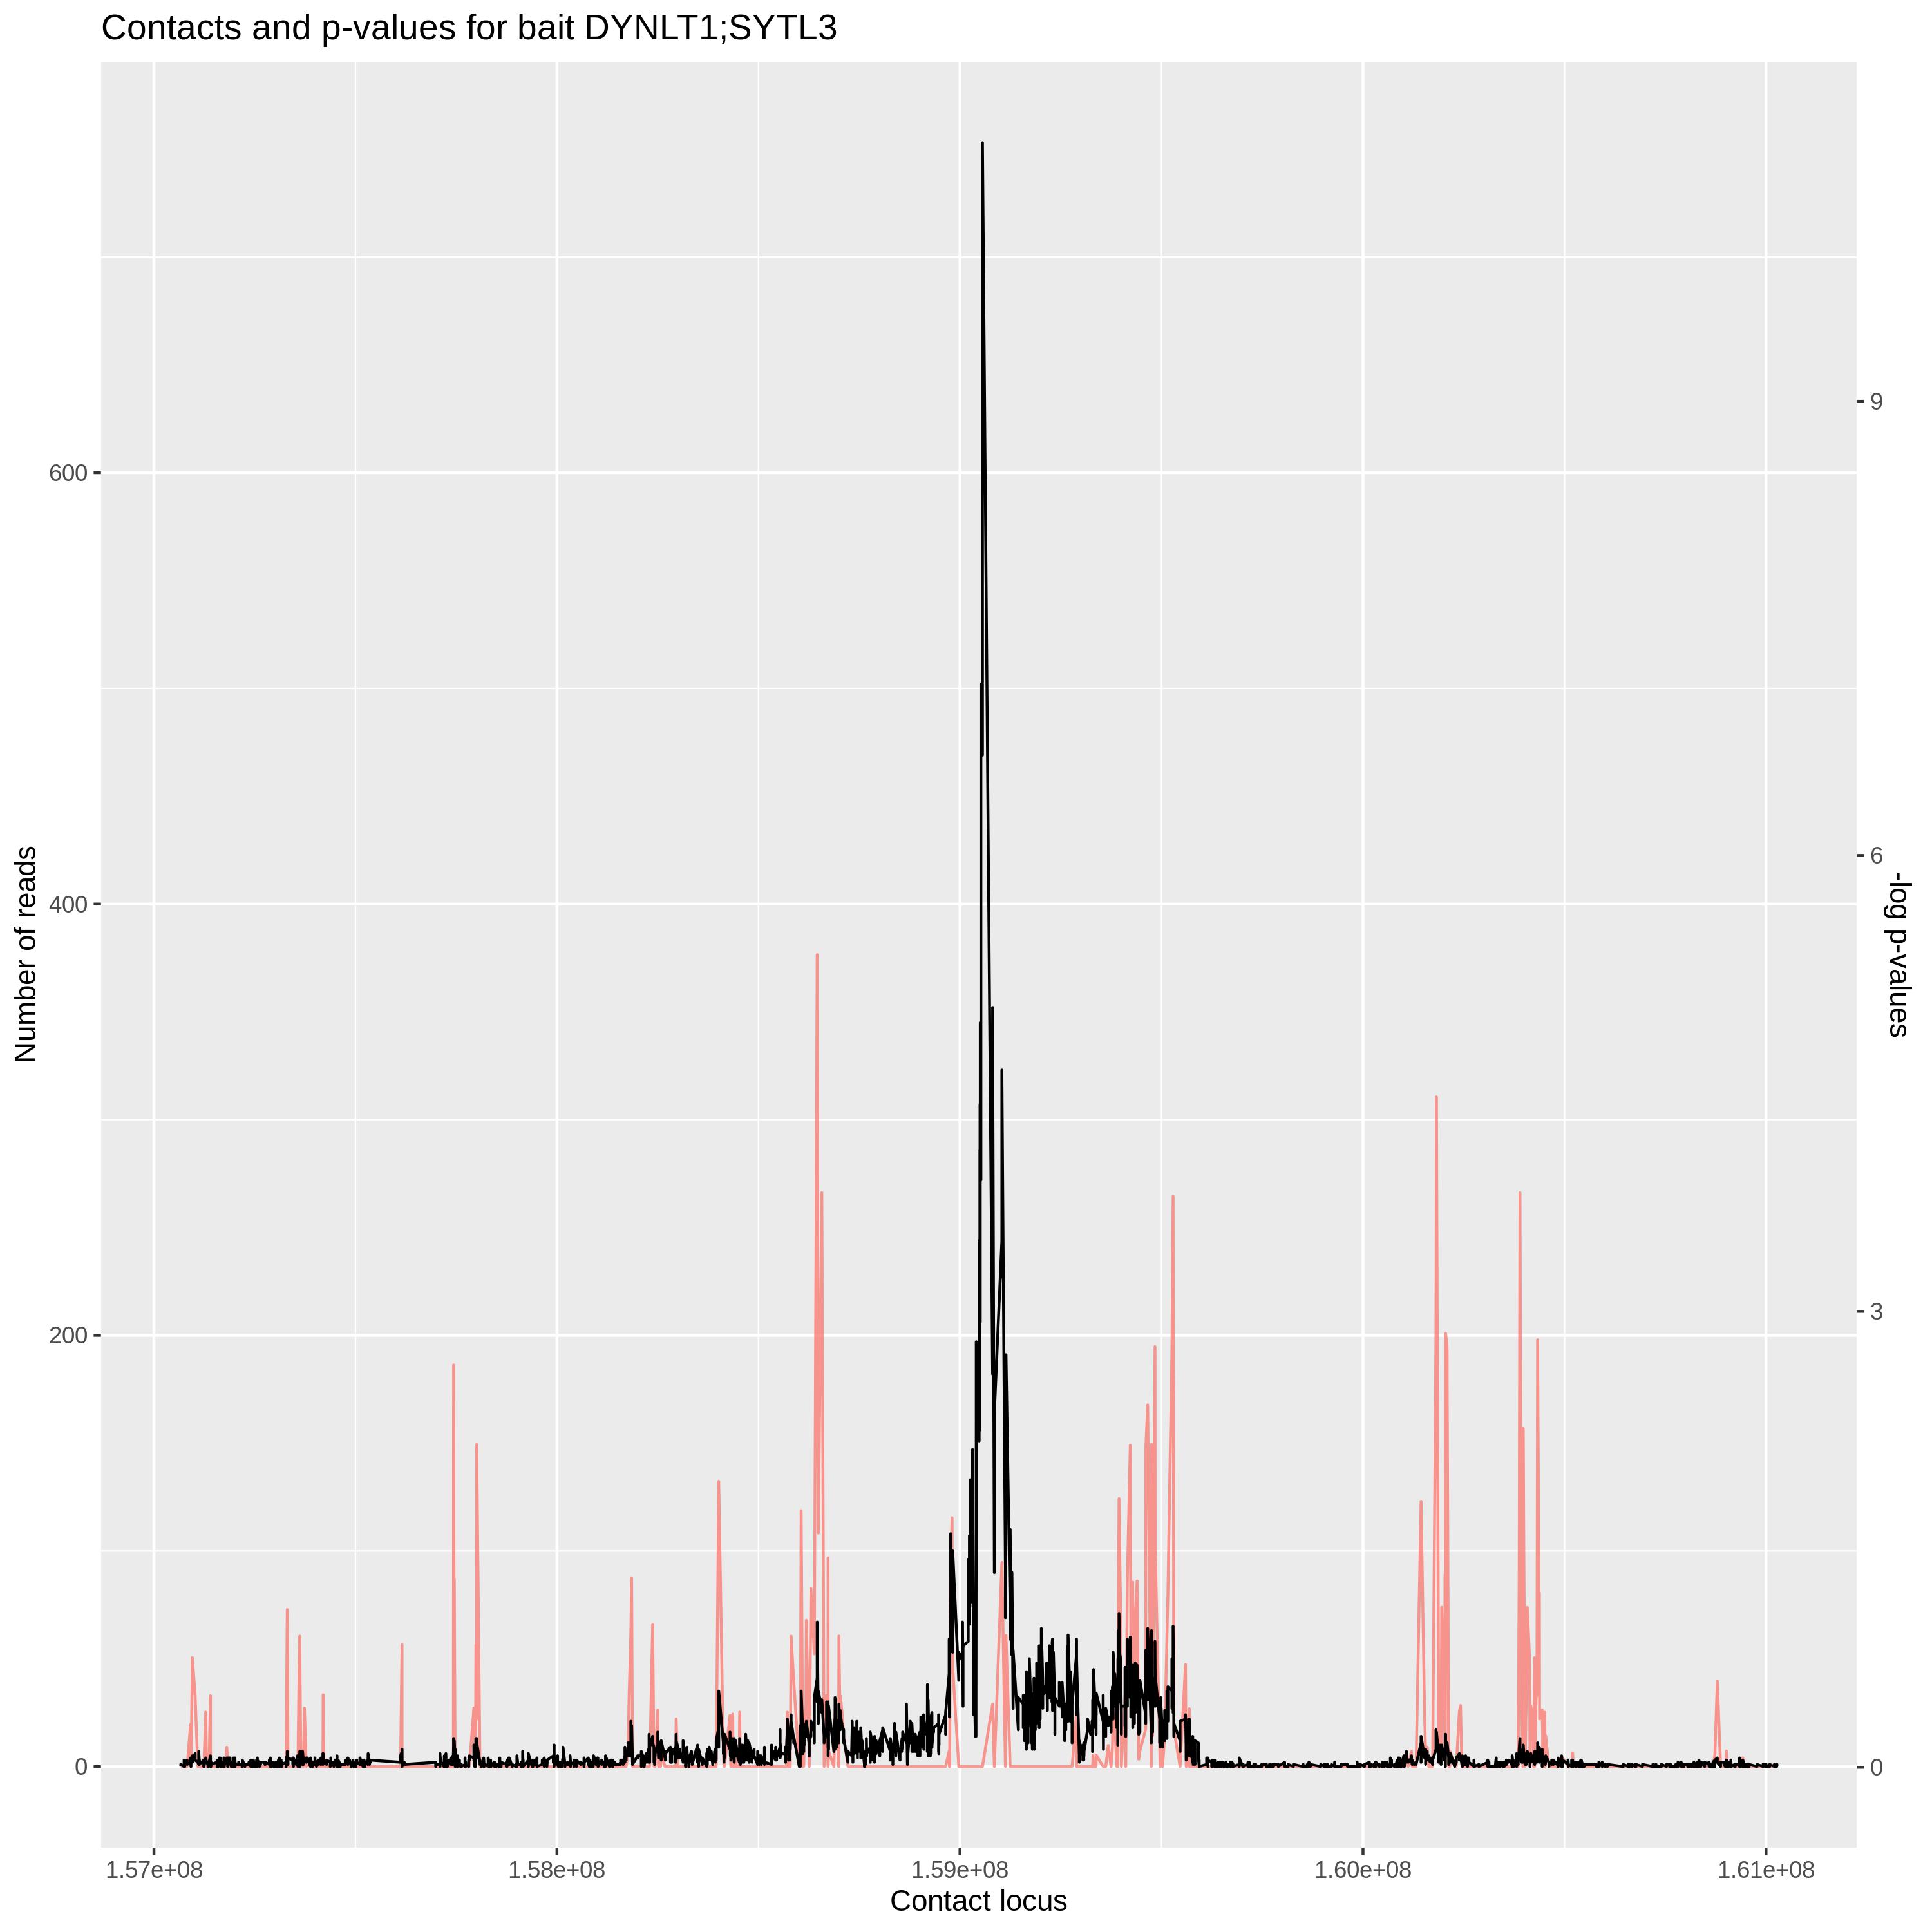 Contacts and p-values for bait DYNLT1;SYTL3
Number of reads
600
400
200
0
9
6
3
0
-log p-values
1.57e+08 1.58e+08 1.59e+08 1.60e+08 1.61e+08
Contact locus